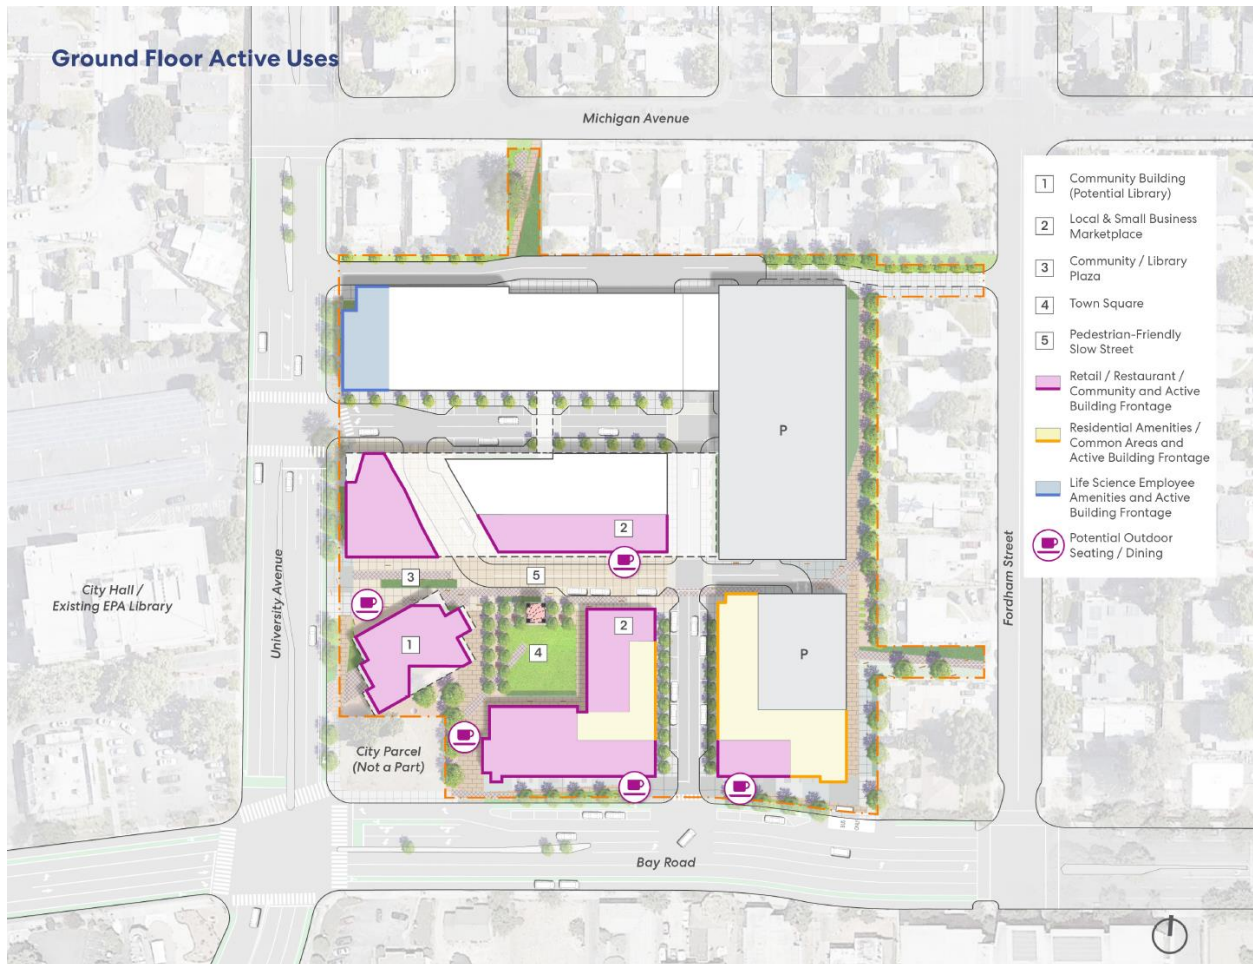 Ground Floor Active Uses
Michigan Avenue
1
Community Building
(Potential Library)
2
Local & Small Business
Marketplace
3
Community / Library
Plaza
4
Town Square
5
Pedestrian-Friendly
Slow Street
Retail / Restaurant /
Community and Active
Building Frontage
Residential Amenities /
Common Areas and
Active Building Frontage
Life Science Employee
Amenities and Active
Building Frontage
Potential Outdoor
Seating / Dining
P
2
3
5
City Hall /
Existing EPA Library
University Avenue
Fordham Street
1
4
2
P
City Parcel
(Not a Part)
Bay Road